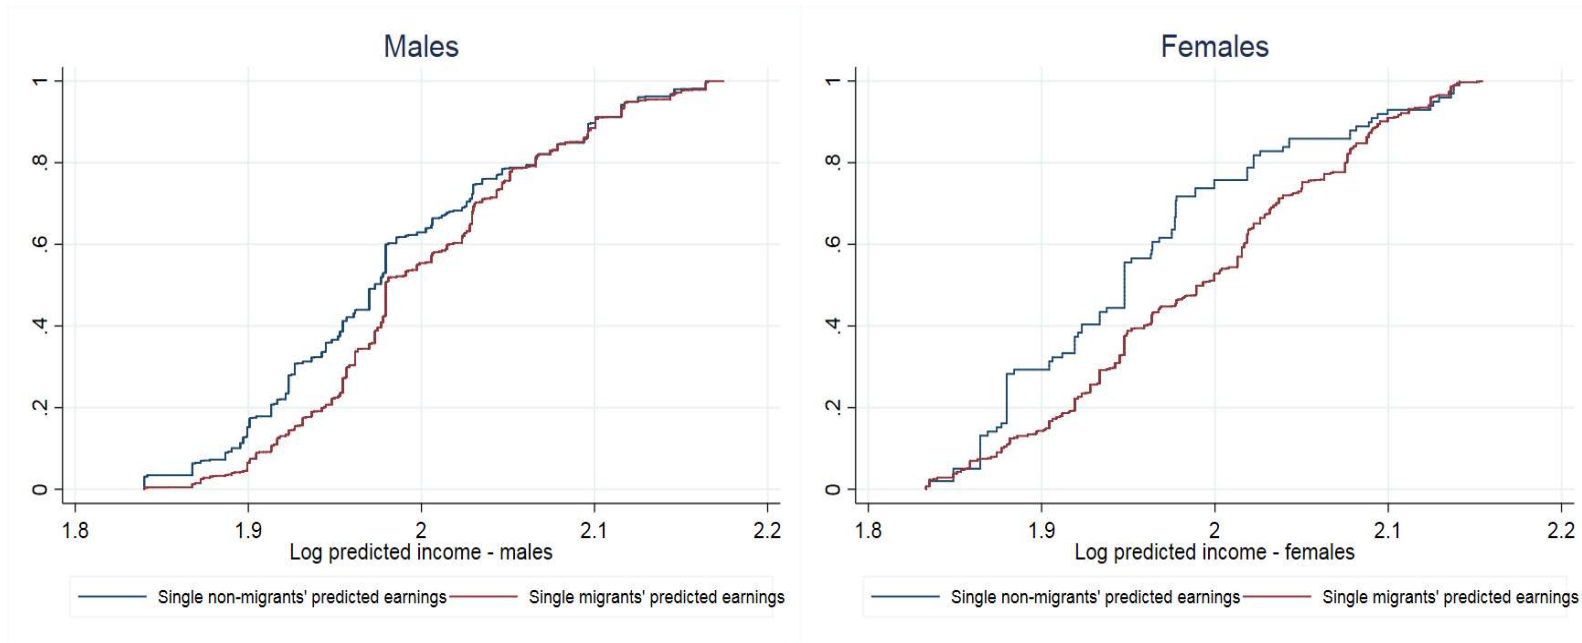 Males
1
.8
.6
.4
.2
0
1.8 1.9 2 2.1 2.2
Log predicted income - males
Single non-migrants' predicted earnings Single migrants' predicted earnings
Females
1
.8
.6
.4
.2
0
1.8 1.9 2 2.1 2.2
Log predicted income - females
Single non-migrants' predicted earnings Single migrants' predicted earnings